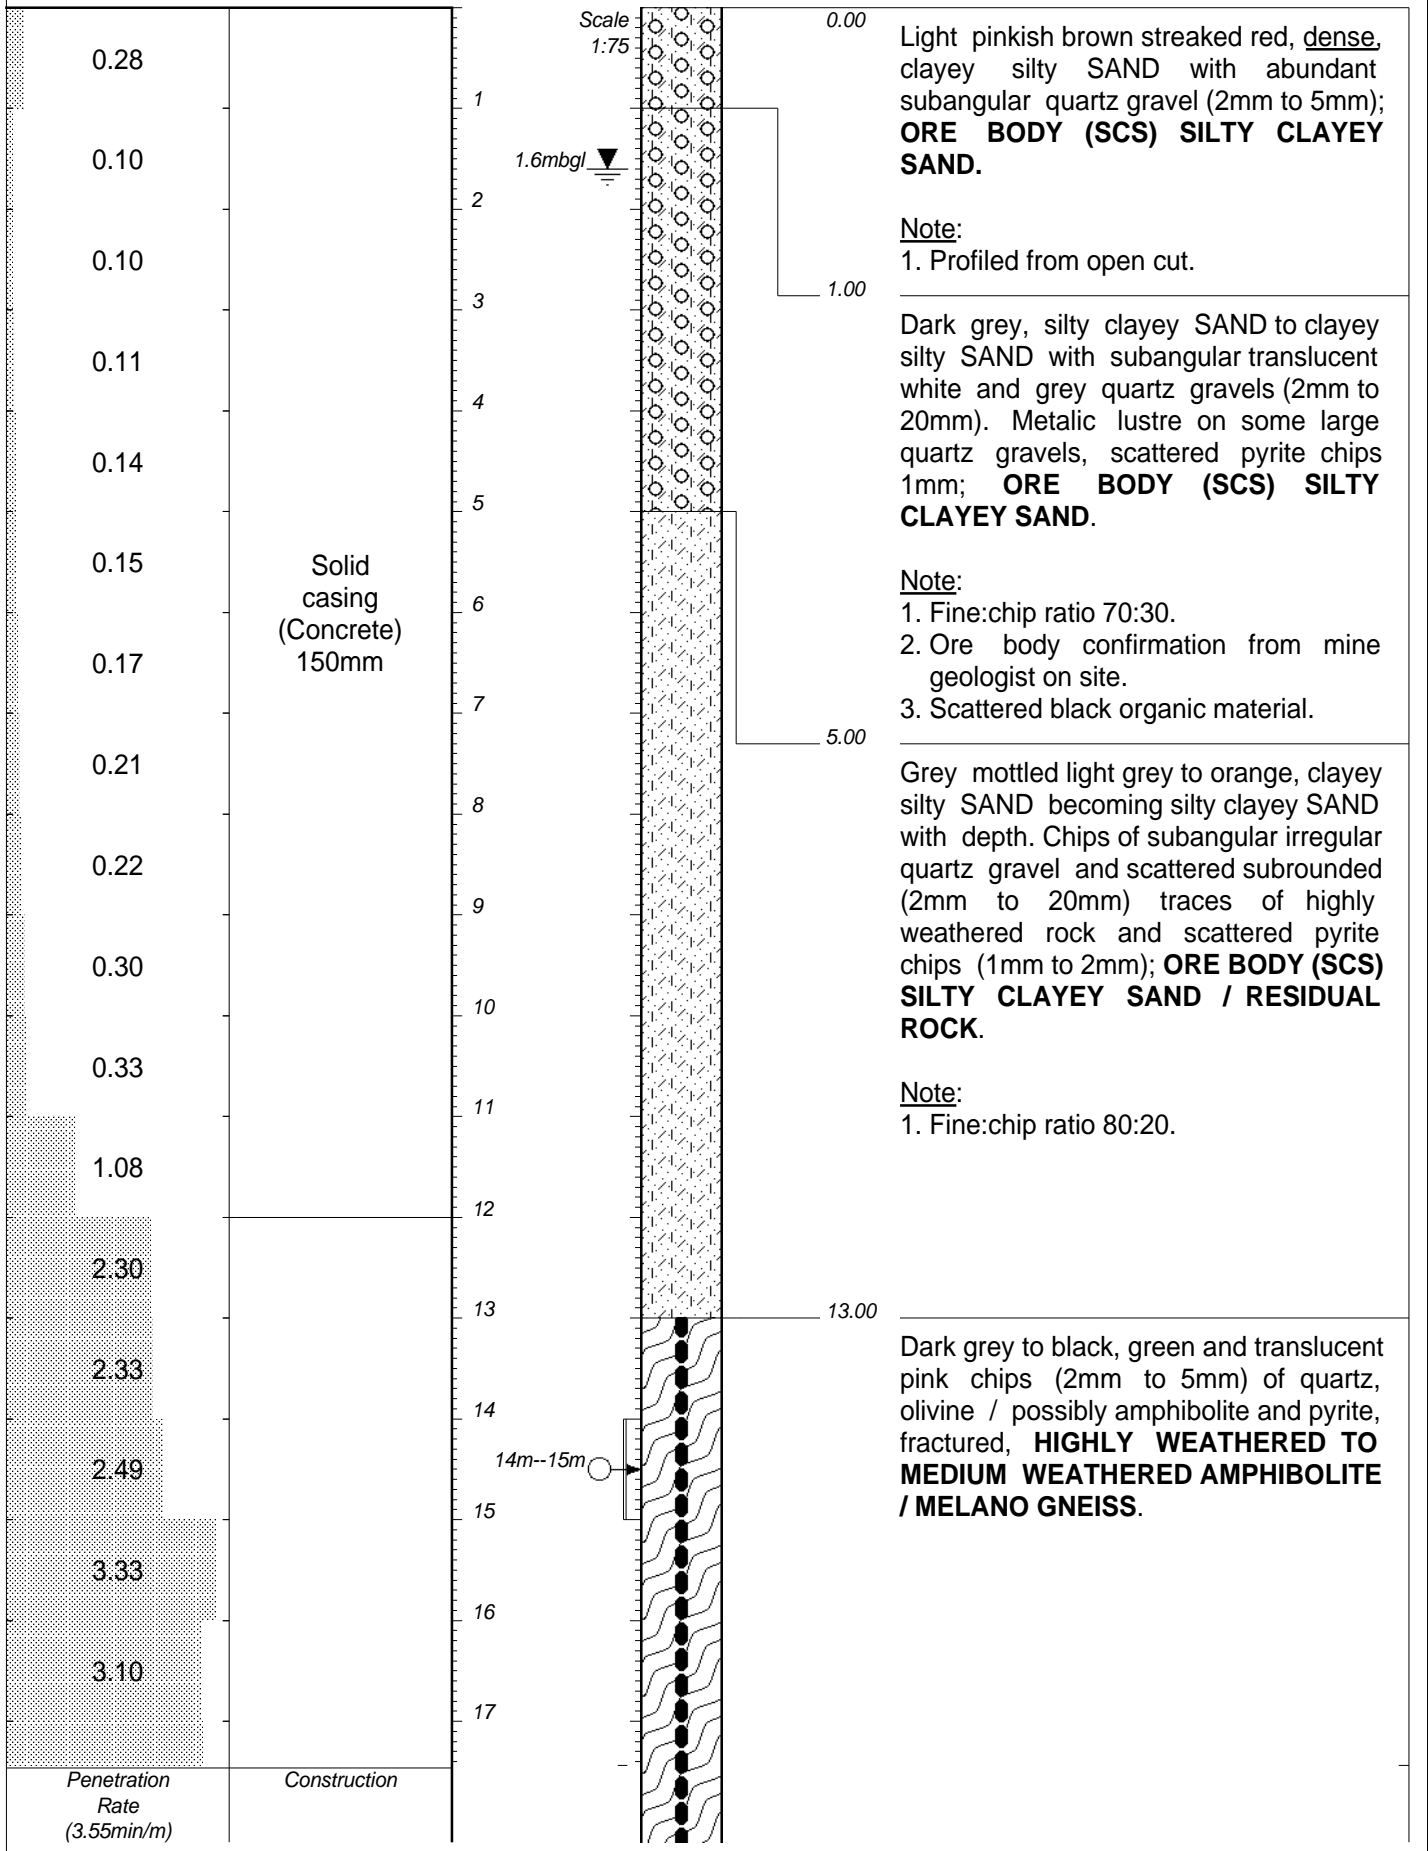 0.28
0.10
0.10
0.11
0.14
0.15
0.17
0.21
0.22
0.30
0.33
1.08
2.30
2.33
2.49
3.33
3.10
Penetration
Rate
(3.55min/m)
Solid
casing
(Concrete)
150mm
Construction
1
2
3
4
5
6
7
8
9
10
11
12
13
14
15
16
17
Scale
1:75
1.6mbgl
14m--15m
0.00
Light pinkish brown streaked red, dense,
clayey silty SAND with abundant
subangular quartz gravel (2mm to 5mm);
ORE BODY (SCS) SILTY CLAYEY
SAND.
Note:
1. Profiled from open cut.
1.00
Dark grey, silty clayey SAND to clayey
silty SAND with subangular translucent
white and grey quartz gravels (2mm to
20mm). Metalic lustre on some large
quartz gravels, scattered pyrite chips
1mm; ORE BODY (SCS) SILTY
CLAYEY SAND.
Note:
1. Fine:chip ratio 70:30.
2. Ore body confirmation from mine
geologist on site.
3. Scattered black organic material.
5.00
Grey mottled light grey to orange, clayey
silty SAND becoming silty clayey SAND
with depth. Chips of subangular irregular
quartz gravel and scattered subrounded
(2mm to 20mm) traces of highly
weathered rock and scattered pyrite
chips (1mm to 2mm); ORE BODY (SCS)
SILTY CLAYEY SAND / RESIDUAL
ROCK.
Note:
1. Fine:chip ratio 80:20.
13.00
Dark grey to black, green and translucent
pink chips (2mm to 5mm) of quartz,
olivine / possibly amphibolite and pyrite,
fractured, HIGHLY WEATHERED TO
MEDIUM WEATHERED AMPHIBOLITE
/ MELANO GNEISS.